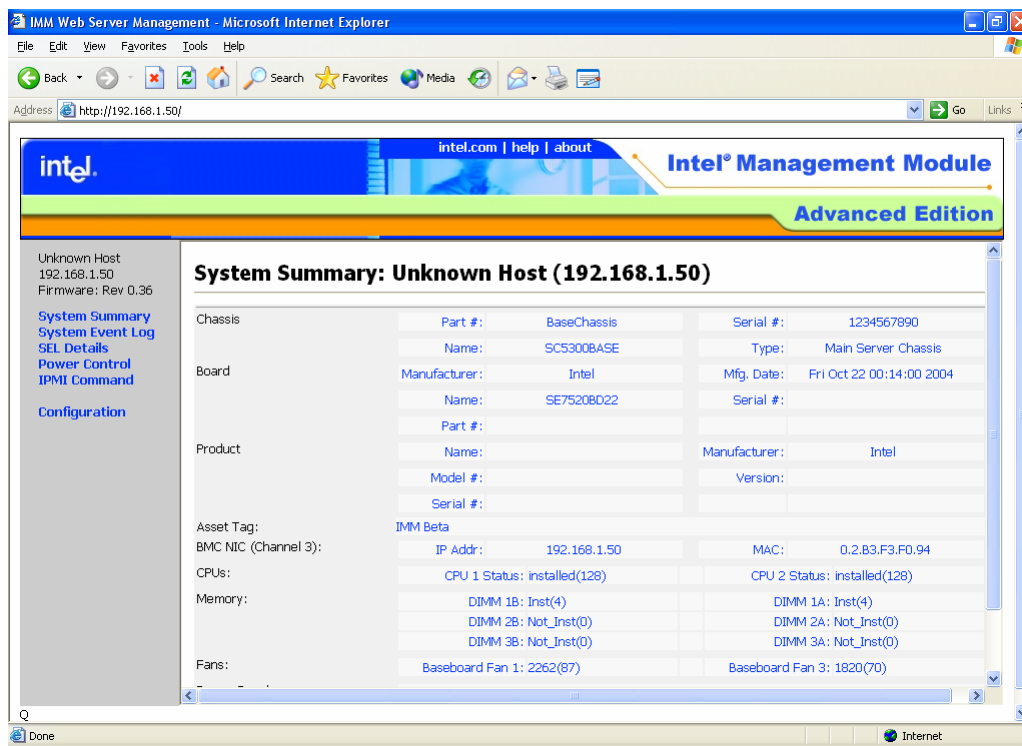 IMM Web Server Management - Microsoft Internet Explorer
File Edit View Favorites Tools Help
Back Search Favorites Media
Address http://192.168.1.50/ Go Links
intel.com | help | about
intel.
Intel® Management Module
Advanced Edition
Unknown Host
192.168.1.50
Firmware: Rev 0.36
System Summary
System Event Log
SEL Details
Power Control
IPMI Command
Configuration
System Summary: Unknown Host (192.168.1.50)
Chassis Part #: BaseChassis Serial #: 1234567890
Name: SC5300BASE Type: Main Server Chassis
Board Manufacturer: Intel Mfg. Date: Fri Oct 22 00:14:00 2004
Name: SE7520BD22 Serial #:
Part #:
Product Name: Manufacturer: Intel
Model #: Version:
Serial #:
Asset Tag: IMM Beta
BMC NIC (Channel 3): IP Addr: 192.168.1.50 MAC: 0.2.B3.F3.F0.94
CPUs: CPU 1 Status: installed(128) CPU 2 Status: installed(128)
Memory: DIMM 1B: Inst(4) DIMM 1A: Inst(4)
DIMM 2B: Not_Inst(0) DIMM 2A: Not_Inst(0)
DIMM 3B: Not_Inst(0) DIMM 3A: Not_Inst(0)
Fans: Baseboard Fan 1: 2262(87) Baseboard Fan 3: 1820(70)
Q
Done Internet